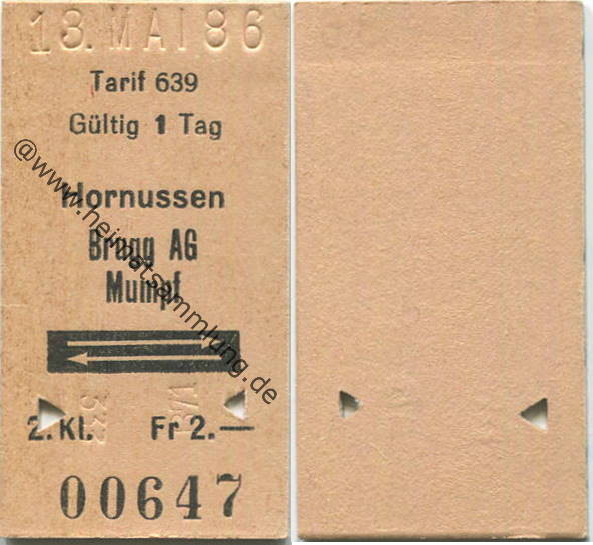 18. MAI 86
Tarif 639
Gültig 1 Tag
@www.heimatsammlung.de
Hornussen
Brugg AG
Mumpf
2. Kl. Fr 2.—
00647